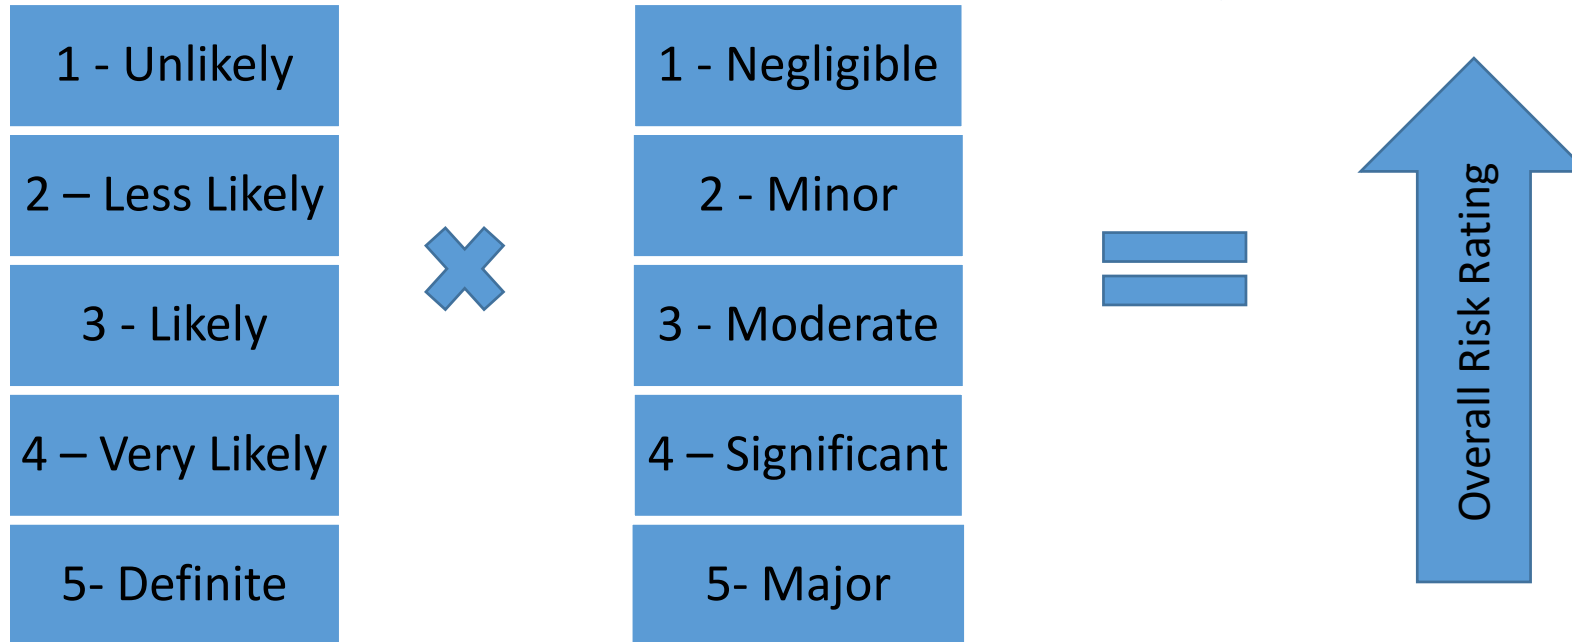 1 - Unlikely
2 – Less Likely
3 - Likely
4 – Very Likely
5- Definite
1 - Negligible
2 - Minor
3 - Moderate
4 – Significant
5- Major
Overall Risk Rating